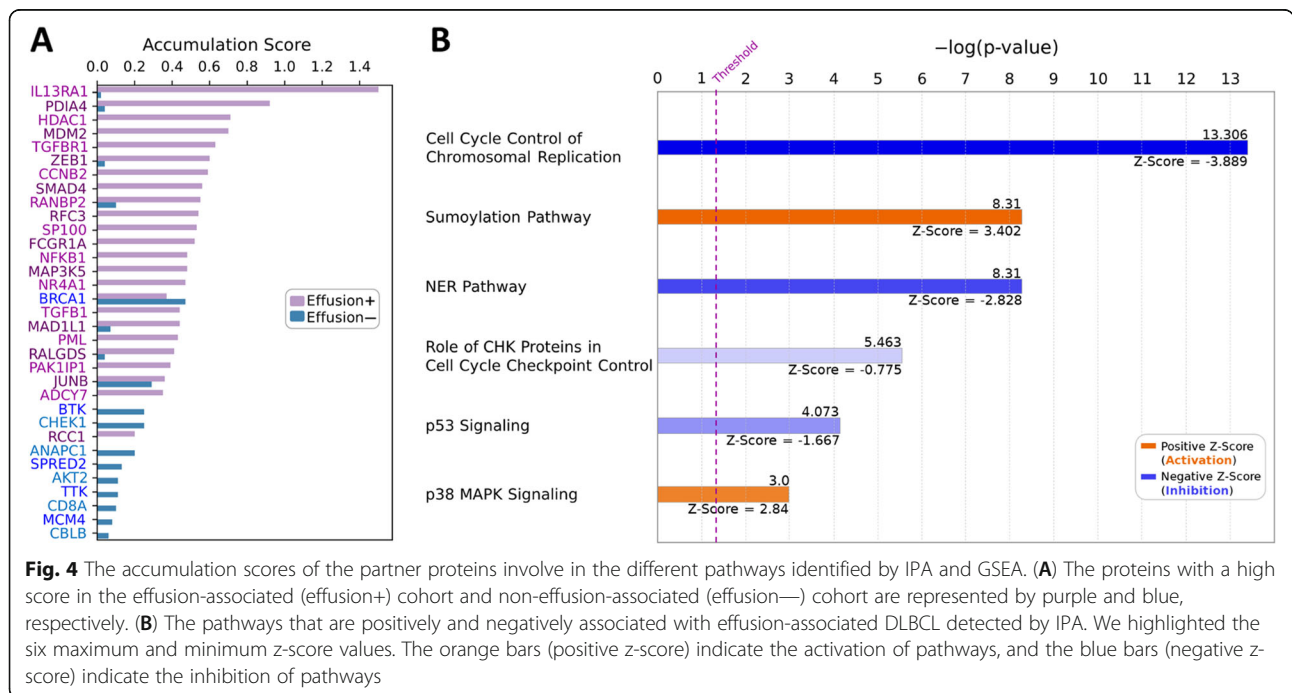 A
Accumulation Score
0.0 0.2 0.4 0.6 0.8 1.0 1.2 1.4
IL13RA1
PDIA4
HDAC1
MDM2
TGFBR1
ZEB1
CCNB2
SMAD4
RANBP2
RFC3
SP100
FCGR1A
NFKB1
MAP3K5
NR4A1
BRCA1
TGFB1
MAD1L1
PML
RALGDS
PAK1IP1
JUNB
ADCY7
BTK
CHEK1
RCC1
ANAPC1
SPRED2
AKT2
TTK
CD8A
MCM4
CBLB
Effusion+
Effusion—
B
−log(p-value)
Threshold
0 1 2 3 4 5 6 7 8 9 10 11 12 13
Cell Cycle Control of
Chromosomal Replication
13.306
Z-Score = -3.889
Sumoylation Pathway
8.31
Z-Score = 3.402
NER Pathway
8.31
Z-Score = -2.828
Role of CHK Proteins in
Cell Cycle Checkpoint Control
5.463
Z-Score = -0.775
p53 Signaling
4.073
Z-Score = -1.667
p38 MAPK Signaling
3.0
Z-Score = 2.84
Positive Z-Score
(Activation)
Negative Z-Score
(Inhibition)
Fig. 4 The accumulation scores of the partner proteins involve in the different pathways identified by IPA and GSEA. (A) The proteins with a high
score in the effusion-associated (effusion+) cohort and non-effusion-associated (effusion—) cohort are represented by purple and blue,
respectively. (B) The pathways that are positively and negatively associated with effusion-associated DLBCL detected by IPA. We highlighted the
six maximum and minimum z-score values. The orange bars (positive z-score) indicate the activation of pathways, and the blue bars (negative z-
score) indicate the inhibition of pathways